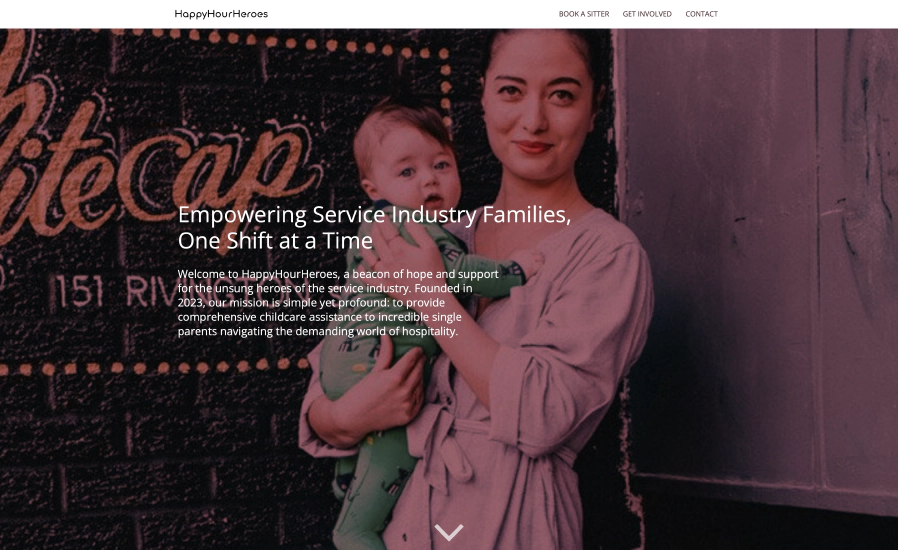 HappyHourHeroes
BOOK A SITTER GET INVOLVED CONTACT
iteCap
151 RIV
Empowering Service Industry Families,
One Shift at a Time
Welcome to HappyHourHeroes, a beacon of hope and support
for the unsung heroes of the service industry. Founded in
2023, our mission is simple yet profound: to provide
comprehensive childcare assistance to incredible single
parents navigating the demanding world of hospitality.